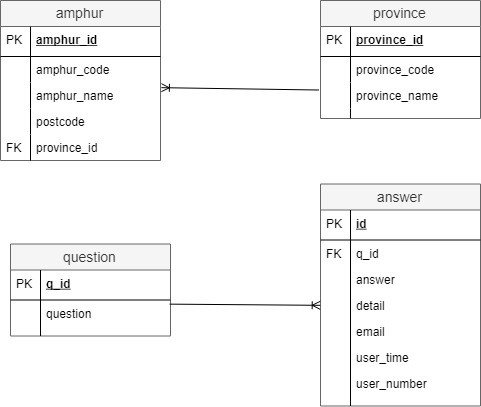 amphur
PK amphur_id
amphur_code
amphur_name
postcode
FK province_id
province
PK province_id
province_code
province_name
question
PK q_id
question
answer
PK id
FK q_id
answer
detail
email
user_time
user_number